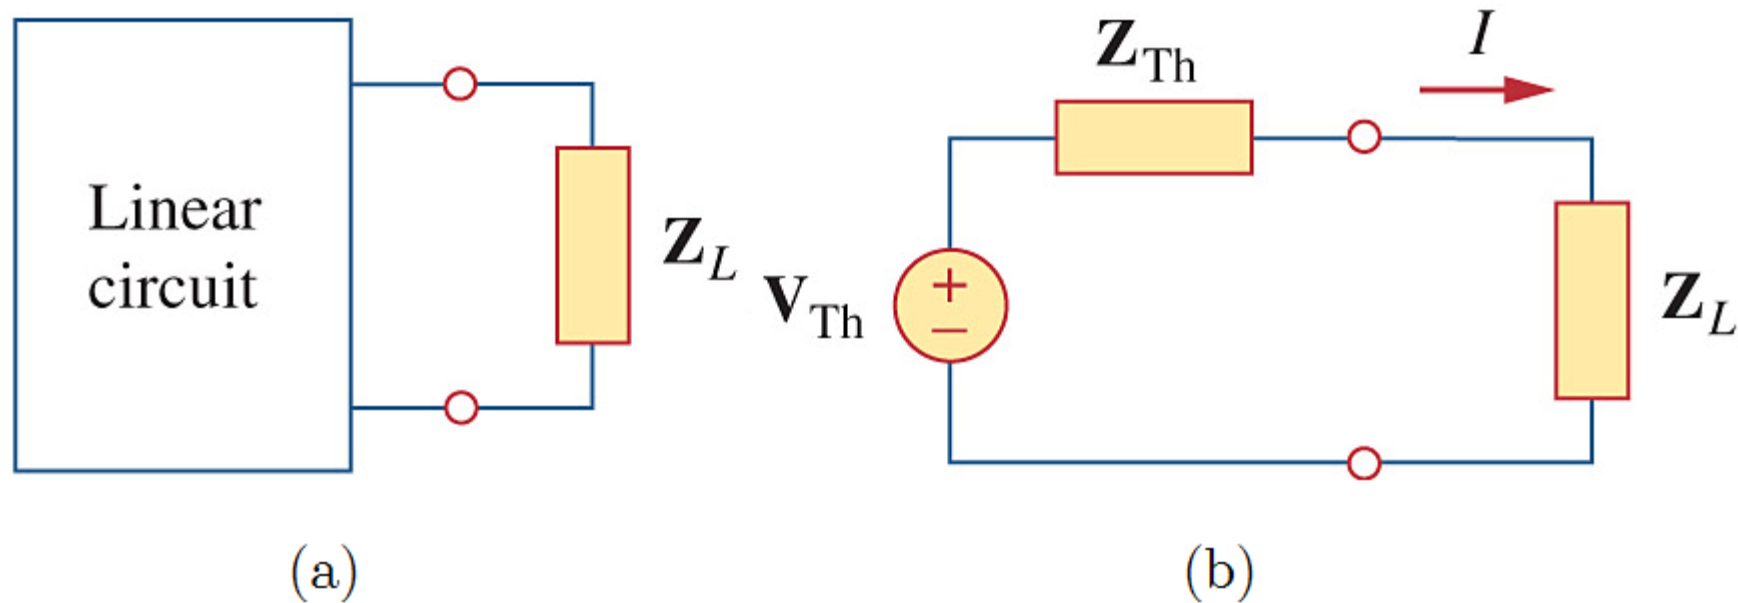 Linear
circuit
Z_L
(a)
Z_Th
I
V_Th
+
−
Z_L
(b)